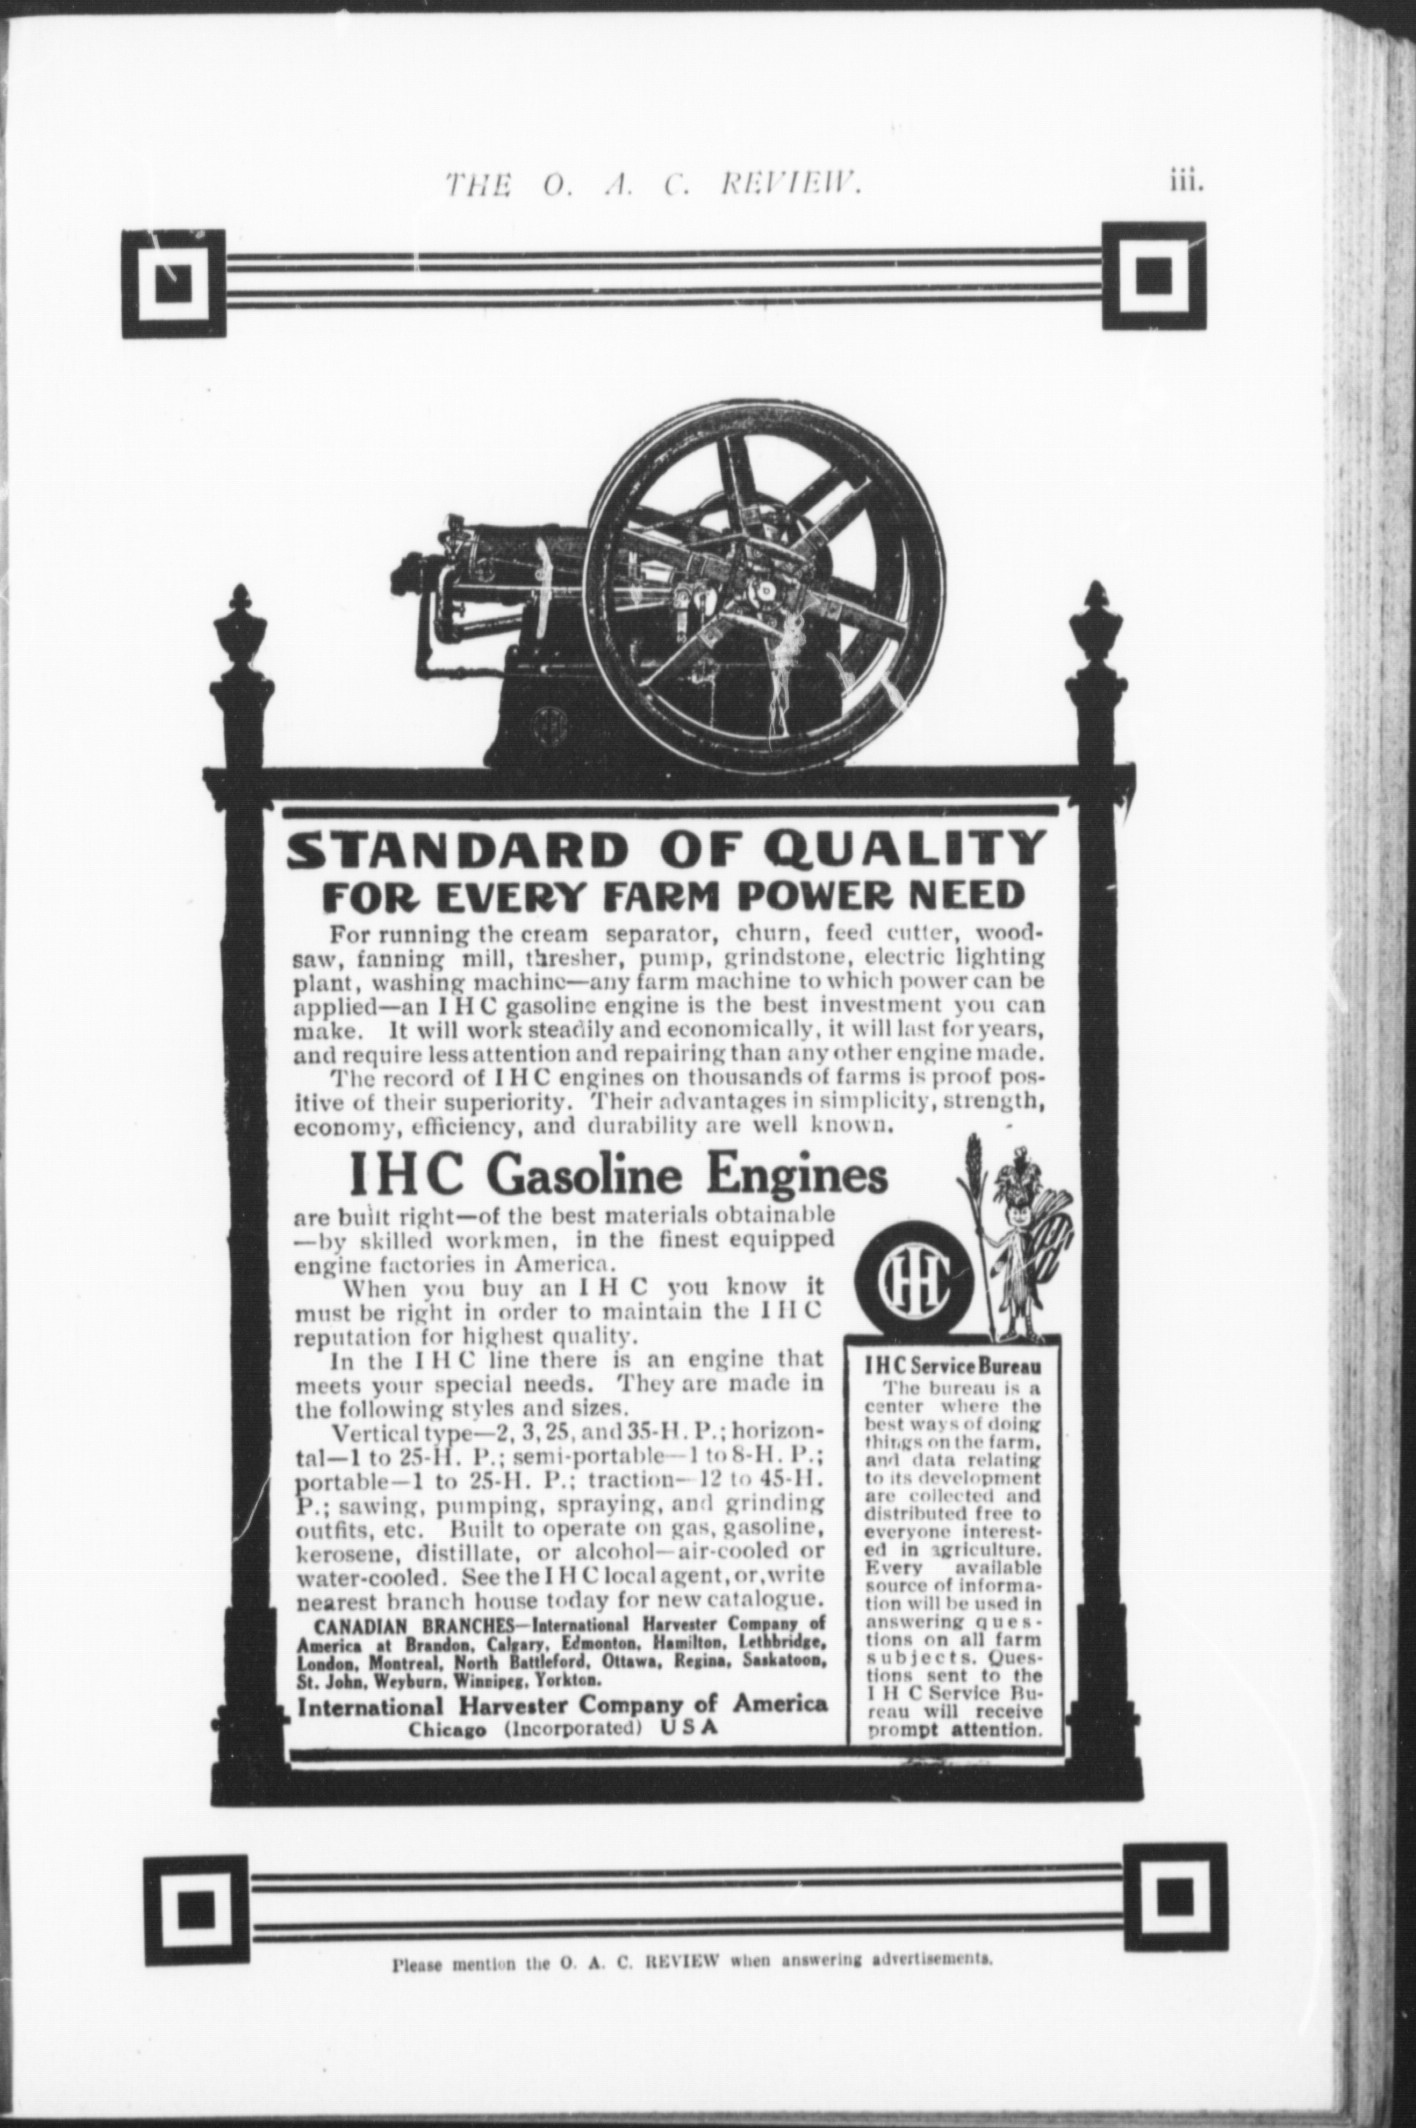 THE O. A. C. REVIEW.
iii.
STANDARD OF QUALITY
FOR EVERY FARM POWER NEED
For running the cream separator, churn, feed cutter, wood-
saw, fanning mill, thresher, pump, grindstone, electric lighting
plant, washing machine—any farm machine to which power can be
applied—an I H C gasoline engine is the best investment you can
make. It will work steadily and economically, it will last for years,
and require less attention and repairing than any other engine made.
The record of I H C engines on thousands of farms is proof pos-
itive of their superiority. Their advantages in simplicity, strength,
economy, efficiency, and durability are well known.
IHC Gasoline Engines
are built right—of the best materials obtainable
—by skilled workmen, in the finest equipped
engine factories in America.
When you buy an I H C you know it
must be right in order to maintain the I H C
reputation for highest quality.
In the I H C line there is an engine that
meets your special needs. They are made in
the following styles and sizes.
Vertical type—2, 3, 25, and 35-H. P.; horizon-
tal—1 to 25-H. P.; semi-portable—1 to 8-H. P.;
portable—1 to 25-H. P.; traction—12 to 45-H.
P.; sawing, pumping, spraying, and grinding
outfits, etc. Built to operate on gas, gasoline,
kerosene, distillate, or alcohol—air-cooled or
water-cooled. See the I H C local agent, or, write
nearest branch house today for new catalogue.
CANADIAN BRANCHES—International Harvester Company of
America at Brandon, Calgary, Edmonton, Hamilton, Lethbridge,
London, Montreal, North Battleford, Ottawa, Regina, Saskatoon,
St. John, Weyburn, Winnipeg, Yorkton.
International Harvester Company of America
Chicago (Incorporated) U S A
IHC
I H C Service Bureau
The bureau is a
center where the
best ways of doing
things on the farm,
and data relating
to its development
are collected and
distributed free to
everyone interest-
ed in agriculture.
Every available
source of informa-
tion will be used in
answering ques-
tions on all farm
subjects. Ques-
tions sent to the
I H C Service Bu-
reau will receive
prompt attention.
Please mention the O. A. C. REVIEW when answering advertisements.